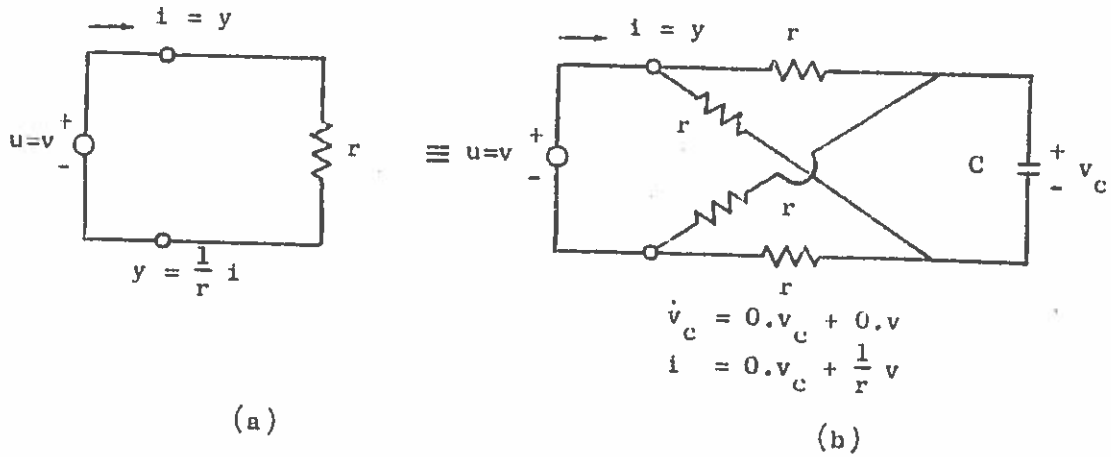 i = y
u=v
+
-
r
y = 1/r i
(a)
≡
i = y
u=v
+
-
r
r
r
r
C
+
-
v_c
v̇_c = 0.v_c + 0.v
i = 0.v_c + 1/r v
(b)